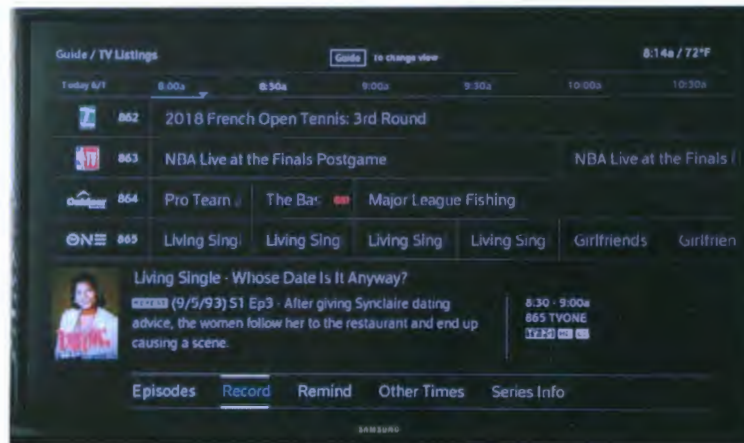 Guide / TV Listings
Guide to change view
8:14a / 72°F
Today 6/1 8:00a 8:30a 9:00a 9:30a 10:00a 10:30a
862 2018 French Open Tennis: 3rd Round
863 NBA Live at the Finals Postgame NBA Live at the Finals
Outdoor 864 Pro Team The Bas Major League Fishing
ONE 865 Living Singl Living Sing Living Sing Living Sing Girlfriends Girlfrien
Living Single - Whose Date Is It Anyway?
REPEAT (9/5/93) S1 Ep3 - After giving Synclaire dating
advice, the women follow her to the restaurant and end up
causing a scene.
8:30 - 9:00a
865 TVONE
Episodes Record Remind Other Times Series Info
SAMSUNG